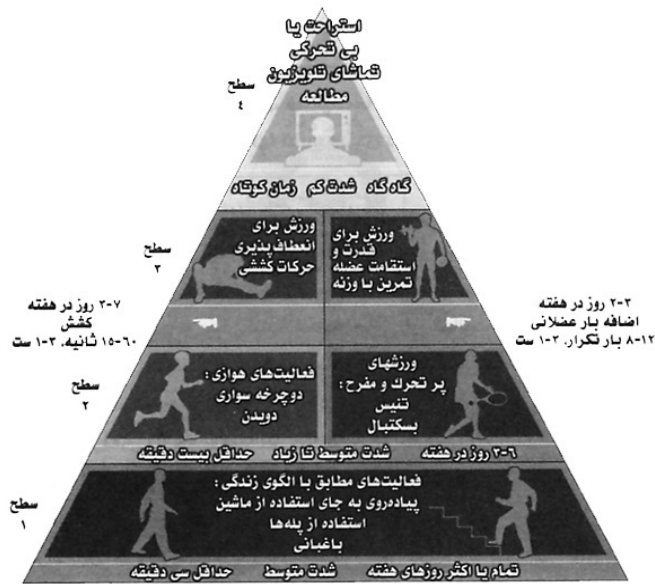 استراحت یا
بی تحرکی
تماشای تلویزیون
مطالعه
سطح
۴
گاه گاه شدت کم زمان کوتاه
ورزش برای
قدرت و
استقامت عضله
تمرین با وزنه
ورزش برای
انعطاف پذیری
حرکات کششی
سطح
۳
۲-۳ روز در هفته
اضافه بار عضلانی
۸-۱۲ بار تکرار، ۳-۱ ست
۳-۷ روز در هفته
کشش
۱۵-۶۰ ثانیه، ۳-۱ ست
ورزشهای
پر تحرك و مفرح :
تنیس
بسکتبال
فعالیت‌های هوازی :
دوچرخه سواری
دویدن
سطح
۲
۳-۶ روز در هفته شدت متوسط تا زیاد حداقل بیست دقیقه
فعالیت‌های مطابق با الگوی زندگی :
پیاده‌روی به جای استفاده از ماشین
استفاده از پله‌ها
باغبانی
سطح
۱
تمام یا اکثر روزهای هفته شدت متوسط حداقل سی دقیقه